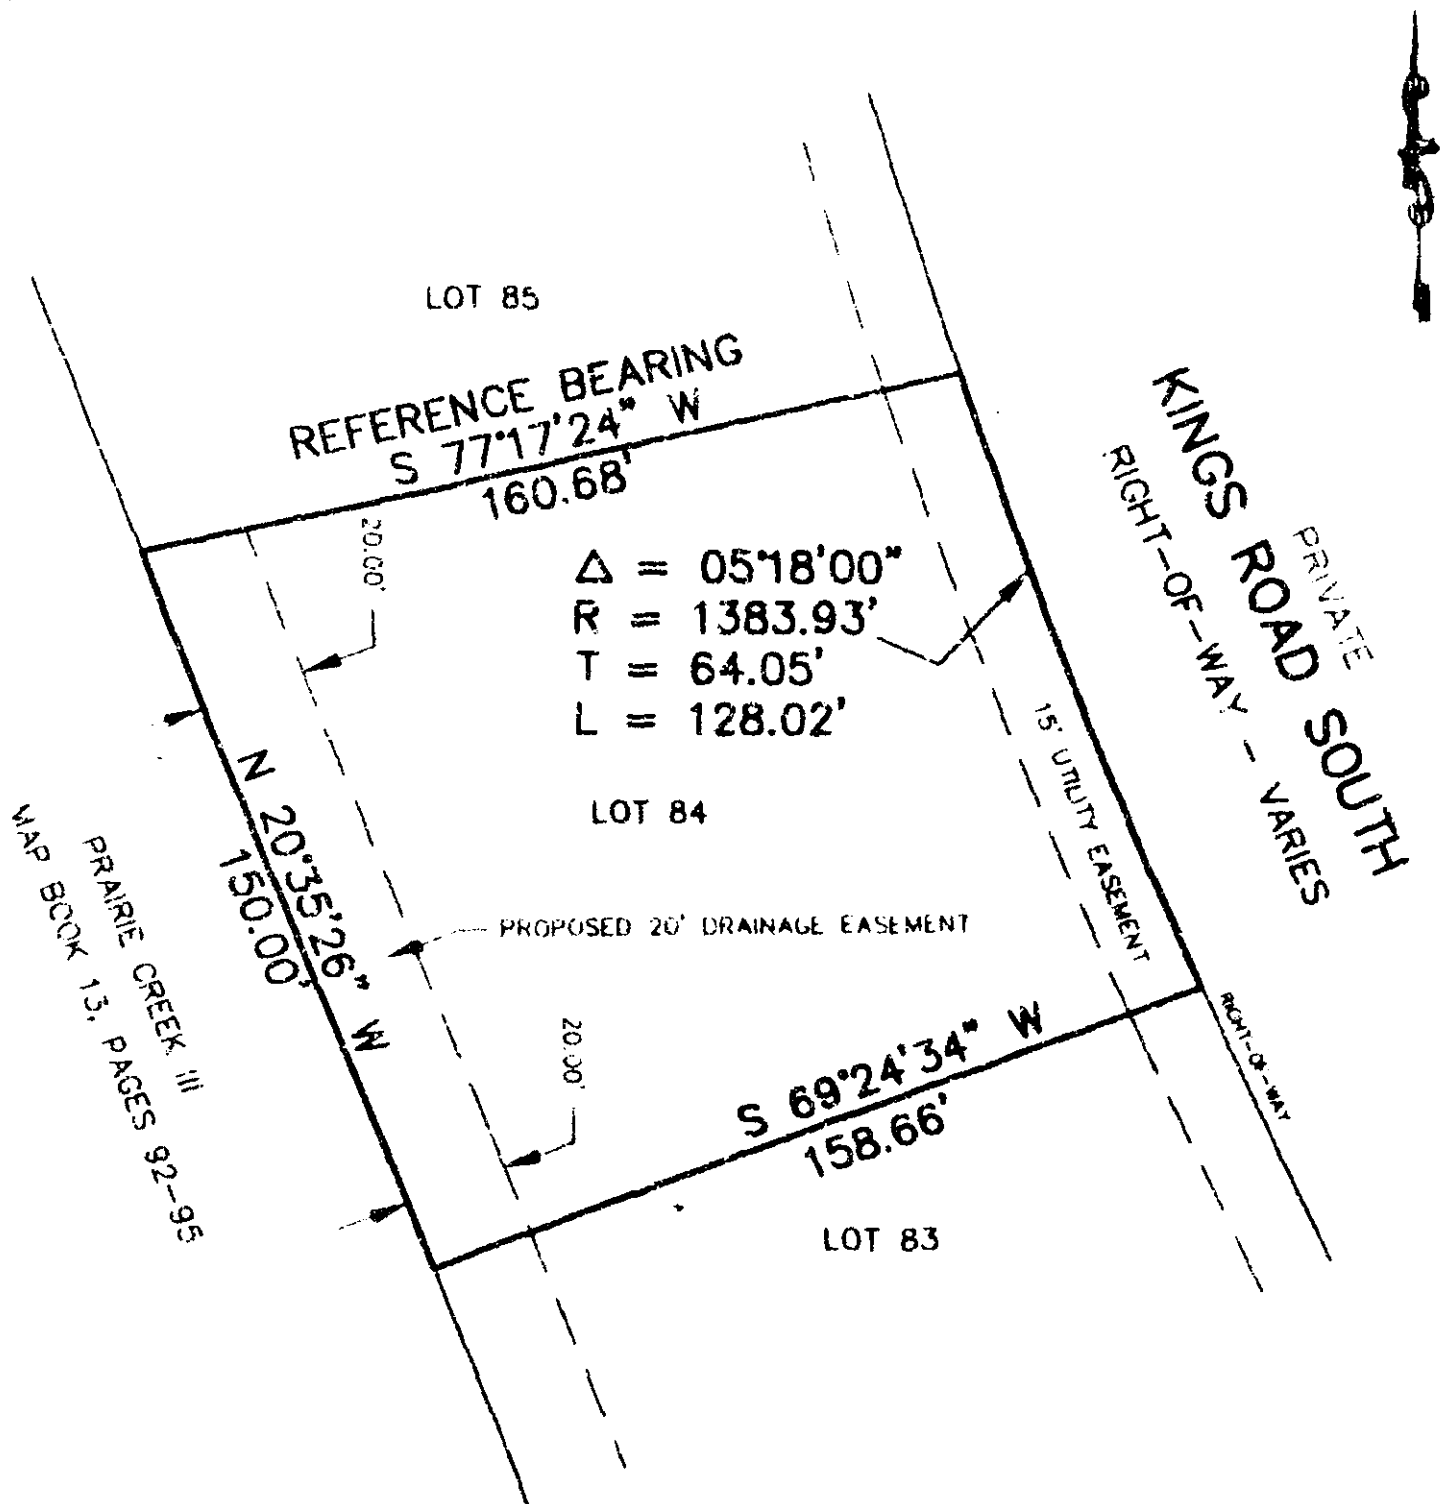 LOT 85
REFERENCE BEARING
S 77°17'24" W
160.68'
20.00'
Δ = 05°18'00"
R = 1383.93'
T = 64.05'
L = 128.02'
KINGS ROAD SOUTH
PRIVATE
RIGHT-OF-WAY - VARIES
15' UTILITY EASEMENT
LOT 84
N 20°35'26" W
150.00'
PRAIRIE CREEK III
MAP BOOK 13, PAGES 92-95
PROPOSED 20' DRAINAGE EASEMENT
20.00'
S 69°24'34" W
158.66'
RIGHT-OF-WAY
LOT 83